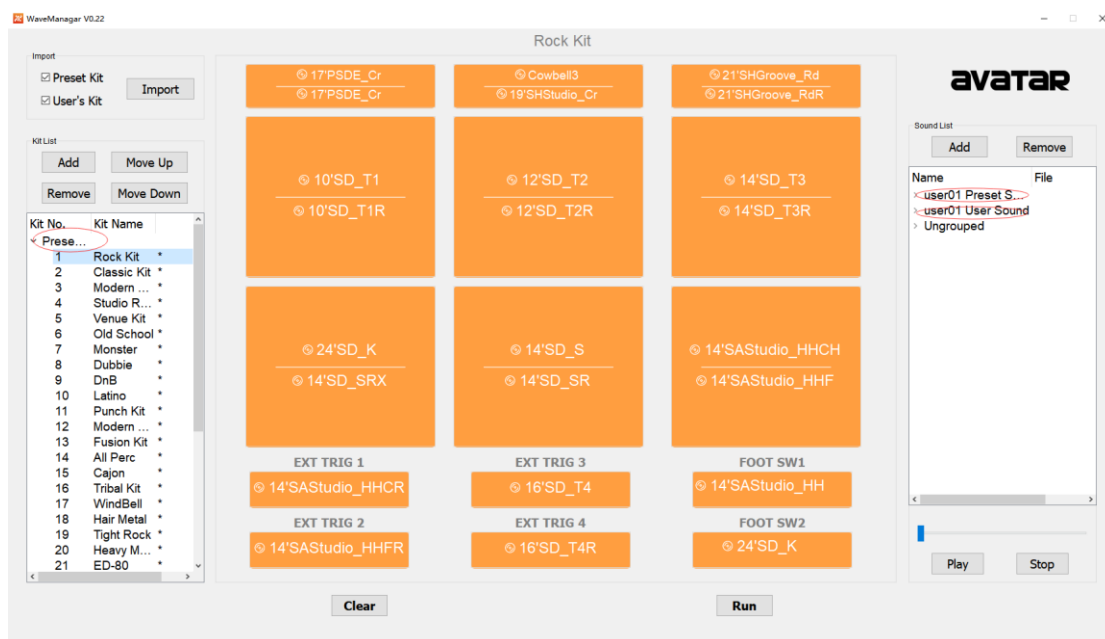 WaveManagar V0.22
Rock Kit
Import
Preset Kit
User's Kit
Import
Kit List
Add
Move Up
Remove
Move Down
Kit No. Kit Name
Prese...
1 Rock Kit *
2 Classic Kit *
3 Modern ... *
4 Studio R... *
5 Venue Kit *
6 Old School *
7 Monster *
8 Dubbie *
9 DnB *
10 Latino *
11 Punch Kit *
12 Modern ... *
13 Fusion Kit *
14 All Perc *
15 Cajon *
16 Tribal Kit *
17 WindBell *
18 Hair Metal *
19 Tight Rock *
20 Heavy M... *
21 ED-80 *
17'PSDE_Cr
17'PSDE_Cr
Cowbell3
19'SHStudio_Cr
21'SHGroove_Rd
21'SHGroove_RdR
10'SD_T1
10'SD_T1R
12'SD_T2
12'SD_T2R
14'SD_T3
14'SD_T3R
24'SD_K
14'SD_SRX
14'SD_S
14'SD_SR
14'SAStudio_HHCH
14'SAStudio_HHF
EXT TRIG 1
14'SAStudio_HHCR
EXT TRIG 3
16'SD_T4
FOOT SW1
14'SAStudio_HH
EXT TRIG 2
14'SAStudio_HHFR
EXT TRIG 4
16'SD_T4R
FOOT SW2
24'SD_K
Clear
Run
avatar
Sound List
Add
Remove
Name File
user01 Preset S...
user01 User Sound
Ungrouped
Play
Stop